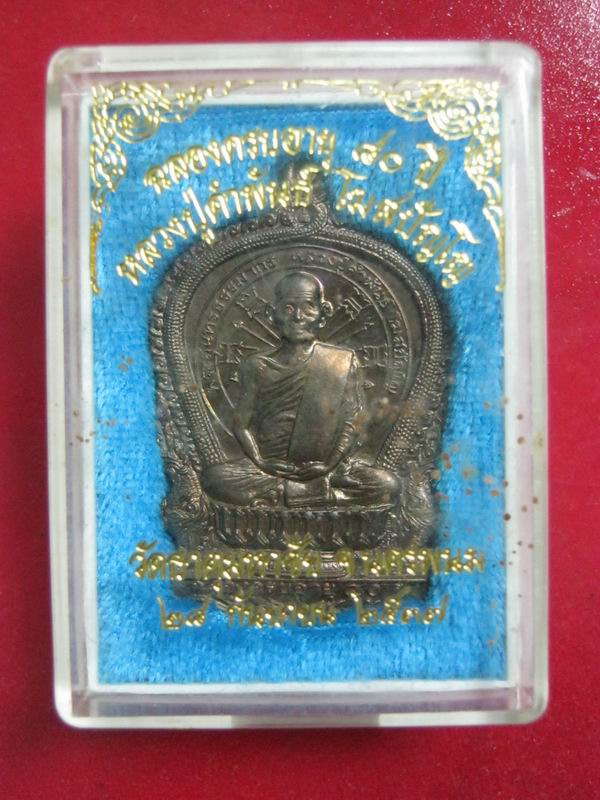 ฉลองครบอายุ ๘๐ ปี
หลวงปู่คำพันธ์ โฆสปัญโญ
วัดธาตุมหาชัย จ.นครพนม
๒๘ กันยายน ๒๕๓๗